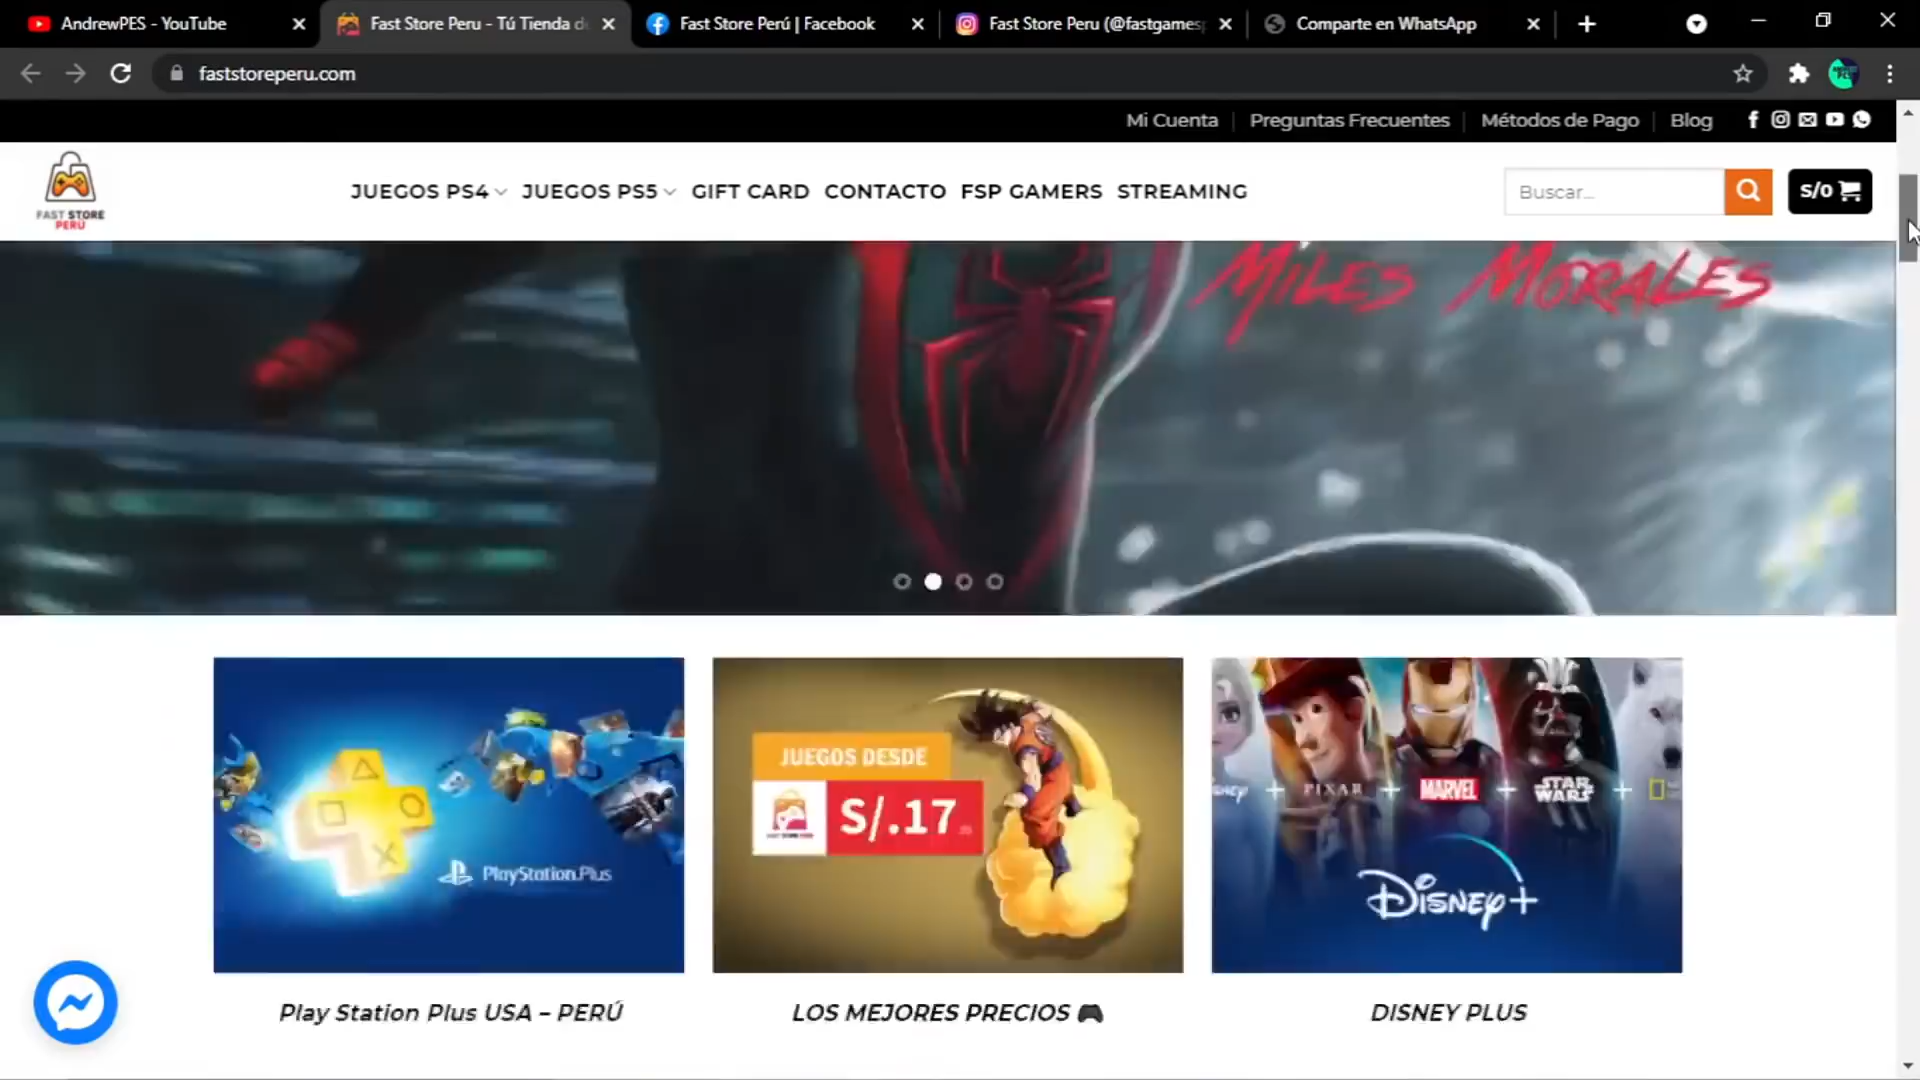 AndrewPES - YouTube
Fast Store Peru - Tú Tienda d
Fast Store Perú | Facebook
Fast Store Peru (@fastgames
Comparte en WhatsApp
faststoreperu.com
Mi Cuenta
Preguntas Frecuentes
Métodos de Pago
Blog
FAST STORE
PERÚ
JUEGOS PS4
JUEGOS PS5
GIFT CARD
CONTACTO
FSP GAMERS
STREAMING
Buscar...
S/0
MILES MORALES
PlayStation.Plus
JUEGOS DESDE
S/.17
PIXAR
MARVEL
STAR
WARS
DISNEY+
Play Station Plus USA – PERÚ
LOS MEJORES PRECIOS
DISNEY PLUS